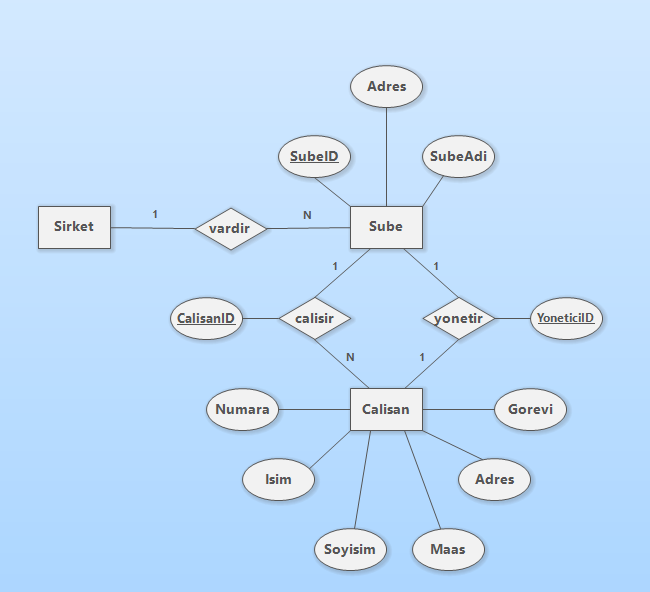 Adres
SubeID
SubeAdi
Sirket
1
vardir
N
Sube
1
1
CalisanID
calisir
yonetir
YoneticiID
N
1
Numara
Calisan
Gorevi
Isim
Adres
Soyisim
Maas